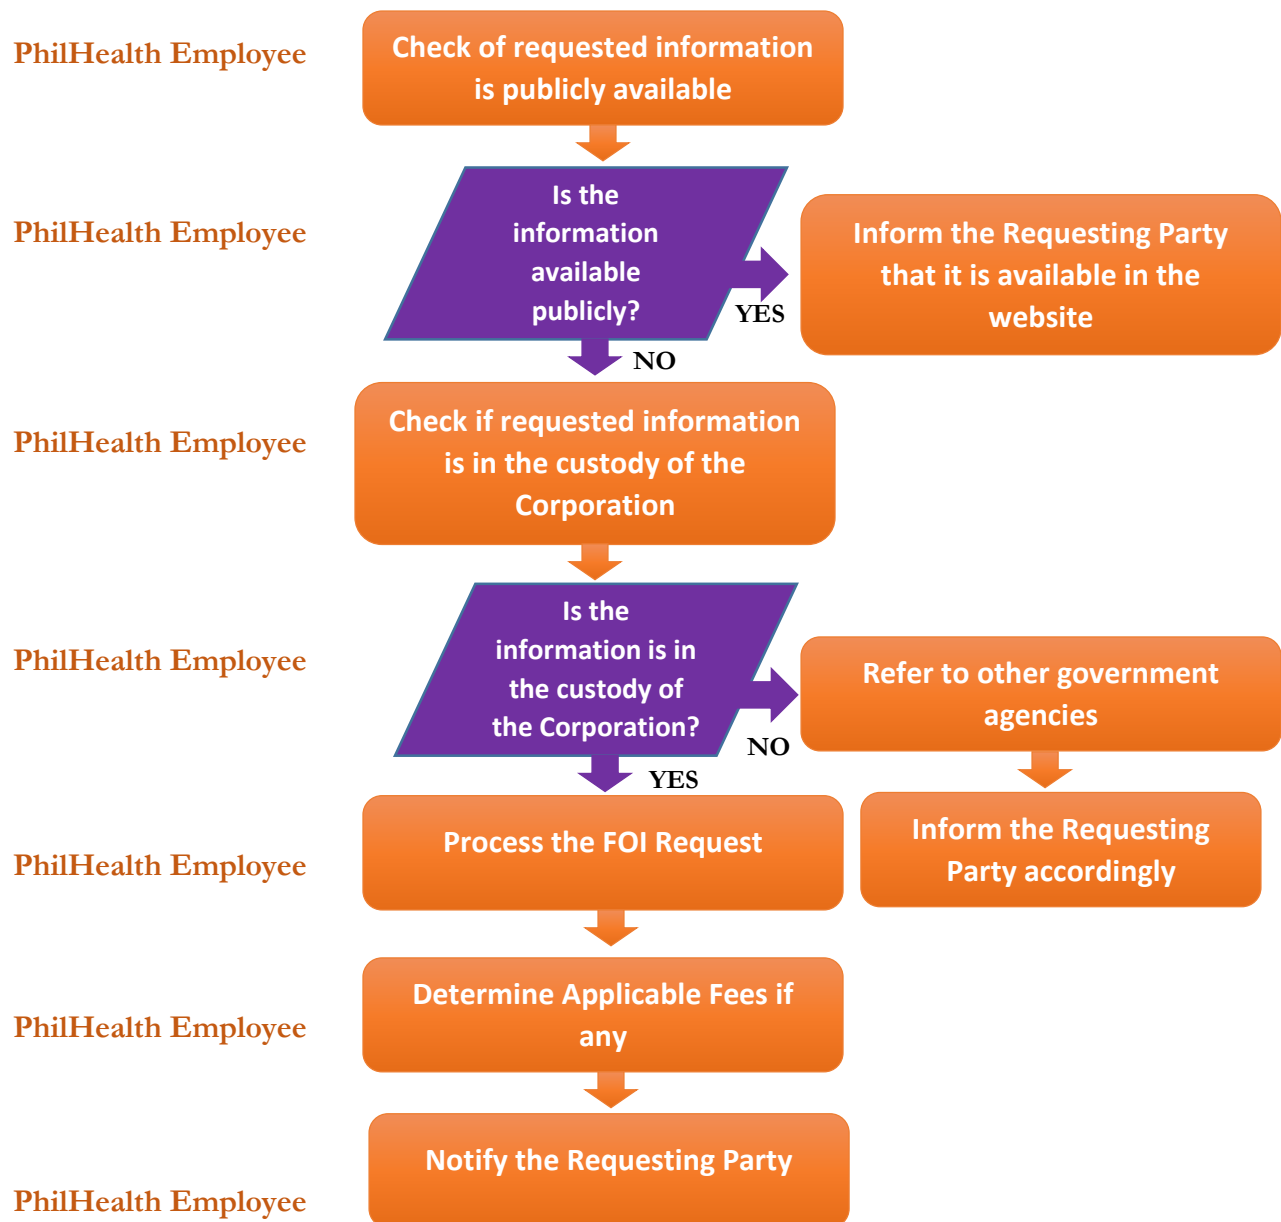 PhilHealth Employee
Check of requested information
is publicly available
PhilHealth Employee
Is the
information
available
publicly?
YES
Inform the Requesting Party
that it is available in the
website
NO
PhilHealth Employee
Check if requested information
is in the custody of the
Corporation
PhilHealth Employee
Is the
information is in
the custody of
the Corporation?
NO
Refer to other government
agencies
YES
Inform the Requesting
Party accordingly
PhilHealth Employee
Process the FOI Request
PhilHealth Employee
Determine Applicable Fees if
any
PhilHealth Employee
Notify the Requesting Party